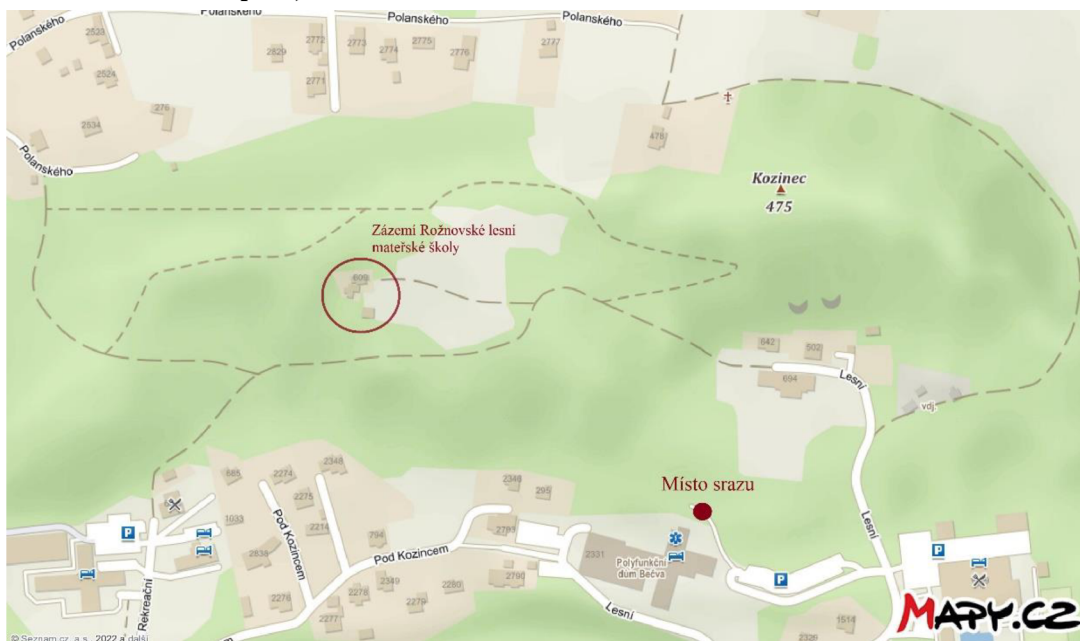 Polanského
Polanského
Polanského
Polanského
2533
2772
2773
2775
2777
2829
2774
2776
2524
2771
276
2534
478
Polanského
Kozinec
475
Zázemí Rožnovské lesní
mateřské školy
609
642
502
694
Lesní
vdj.
2348
885
2274
2275
2346
295
Místo srazu
1033
2214
794
2793
Lesní
Pod Kozincem
P
2838
Pod Kozincem
2331
Polyfunkční
dům Bečva
P
P
2349
2280
2790
2276
2278
2279
Rekreační
2277
Lesní
1514
2320
MAPY.CZ
© Seznam.cz, a.s., 2022 a další